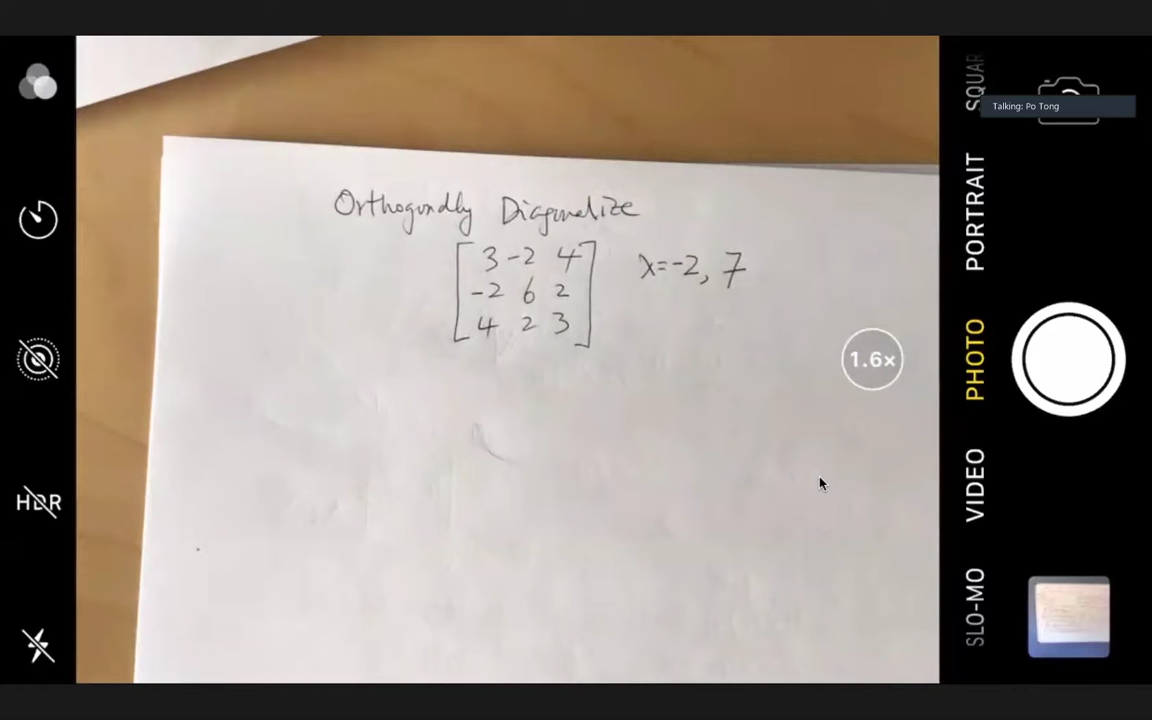 SQUAR
Talking: Po Tong
PORTRAIT
PHOTO
VIDEO
SLO-MO
HDR
1.6×
Orthogonally Diagonalize
[ 3 -2 4 ] λ=-2, 7
[ -2 6 2 ]
[ 4 2 3 ]